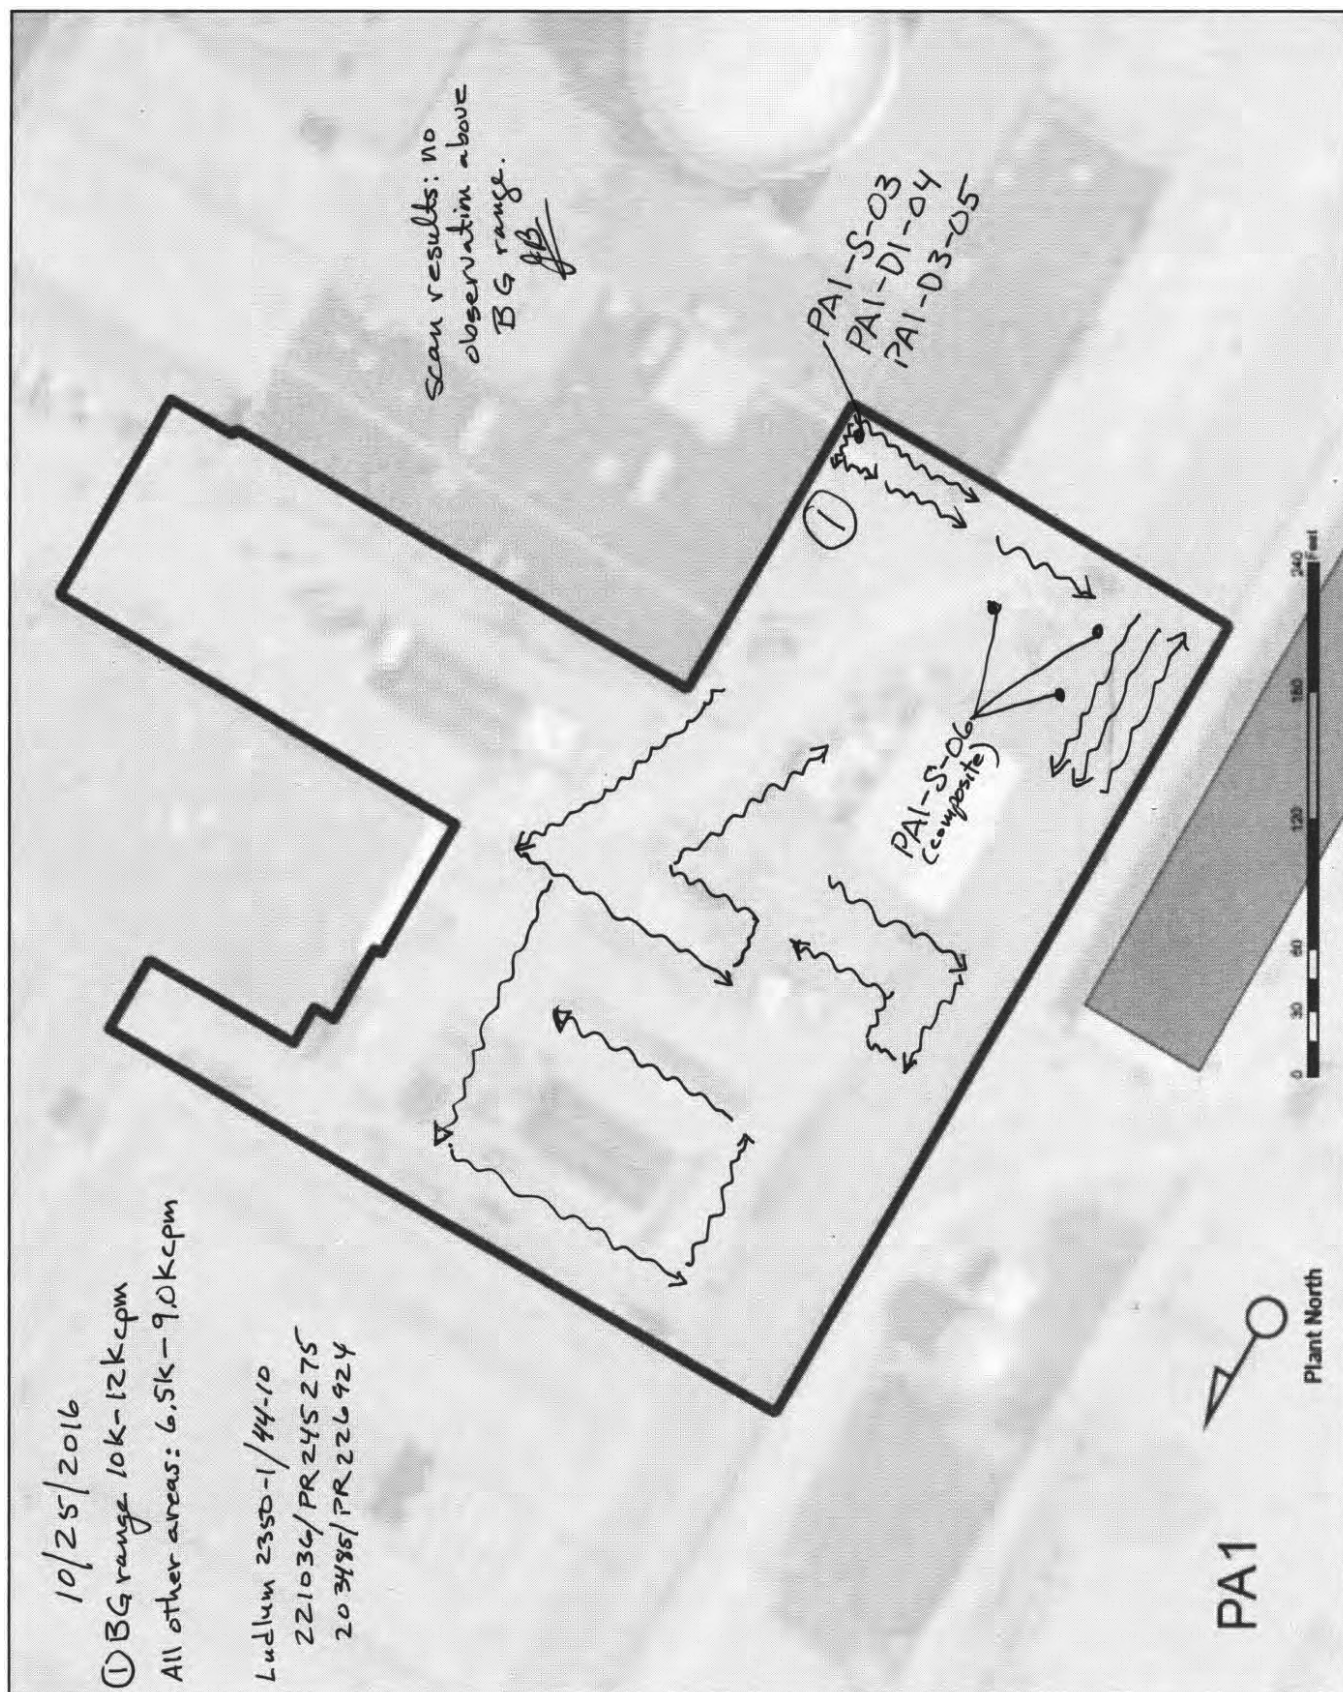 10/25/2016
① BG range 10k-12kcpm
All other areas: 6.5k-9.0kcpm
Ludlum 2350-1/44-10
221036/PR245275
203485/PR226924
Scan results: no
observation above
BG range.
JB
PA1-S-03
PA1-D1-04
PA1-D3-05
①
PA1-S-06
(composite)
PA1
Plant North
0 30 60 120 180 240
Feet